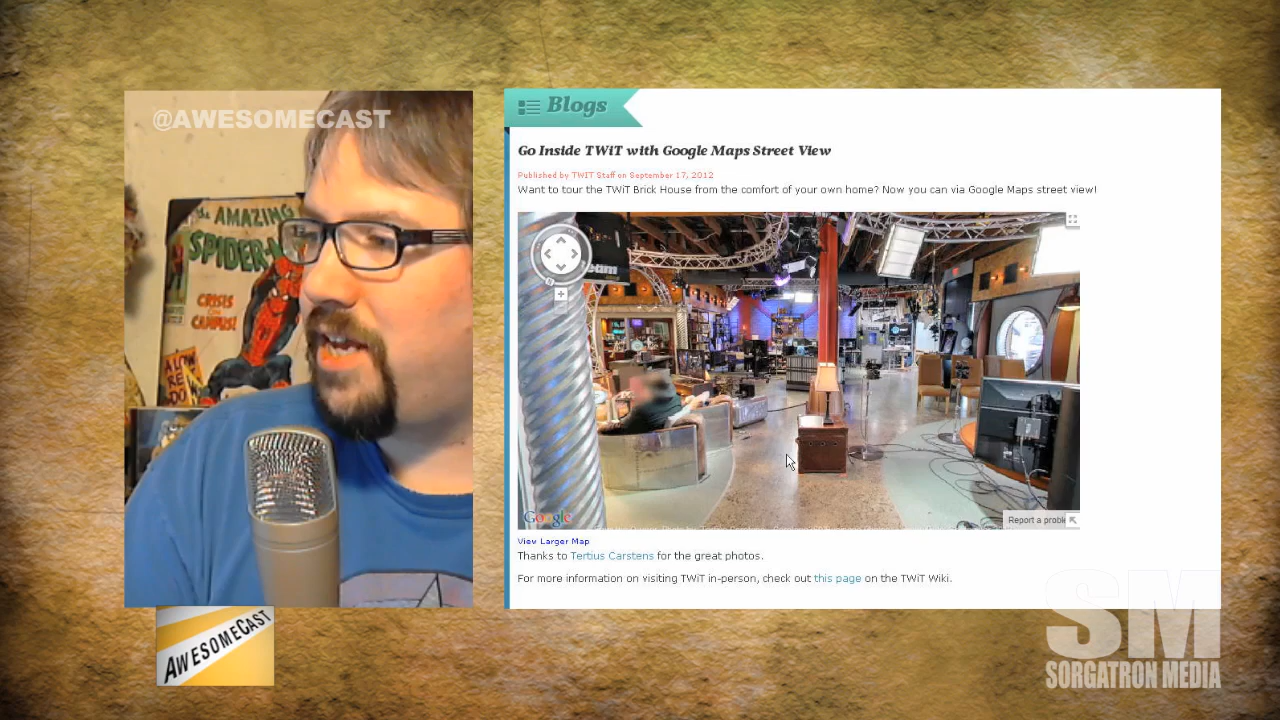 @AWESOMECAST
the AMAZING
SPIDER-M
CRISIS
ON
CAMPUS!
Blogs
Go Inside TWiT with Google Maps Street View
Published by TWiT Staff on September 17, 2012
Want to tour the TWiT Brick House from the comfort of your own home? Now you can via Google Maps street view!
Google
Report a proble
View Larger Map
Thanks to Tertius Carstens for the great photos.
For more information on visiting TWiT in-person, check out this page on the TWiT Wiki.
AWESOMECAST
SM
SORGATRON MEDIA